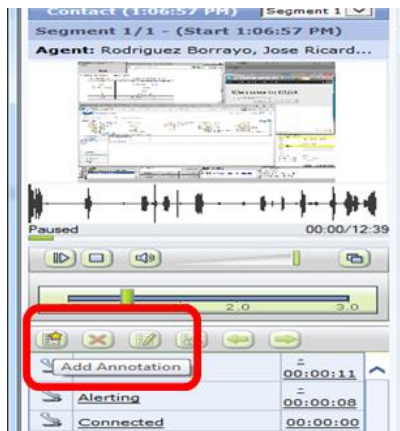 Contact (1:06:57 PM) Segment 1
Segment 1/1 - (Start 1:06:57 PM)
Agent: Rodriguez Borrayo, Jose Ricard...
Paused 00:00/12:39
2.0 3.0
Add Annotation - 00:00:11
Alerting - 00:00:08
Connected 00:00:00